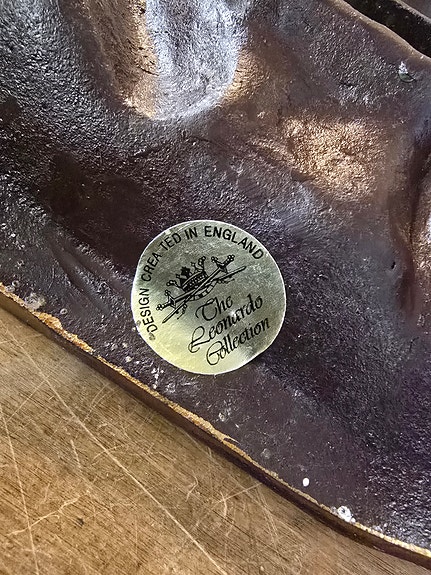 DESIGN CREATED IN ENGLAND
The
Leonardo
Collection